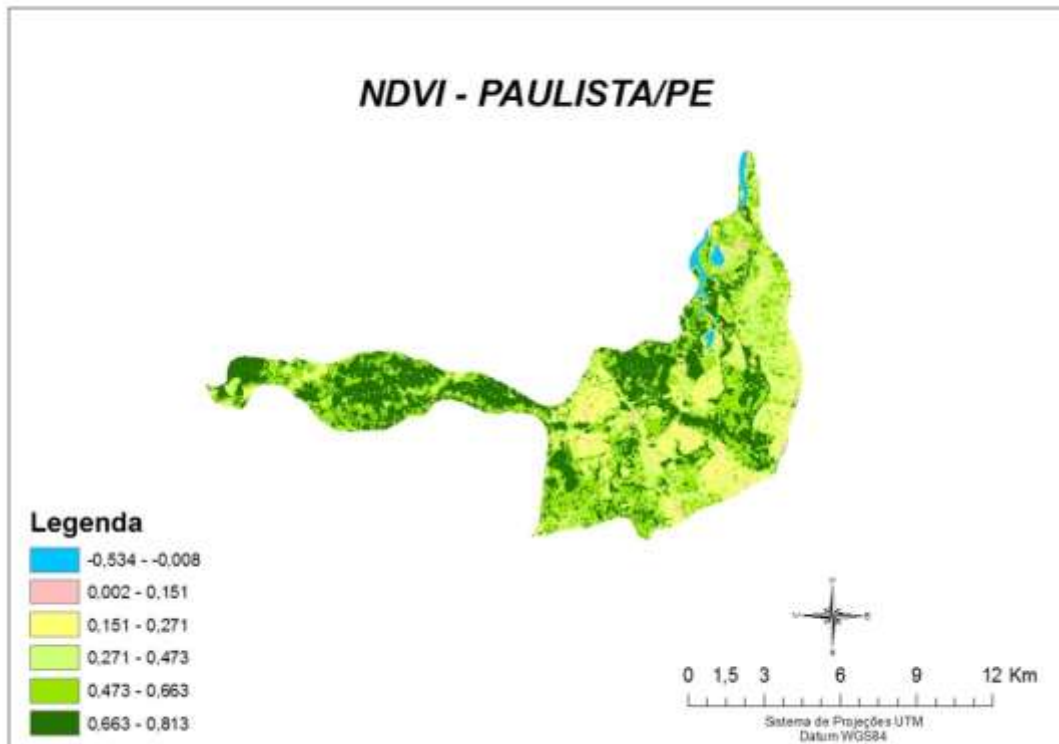 NDVI - PAULISTA/PE
Legenda
-0,534 - -0,008
0,002 - 0,151
0,151 - 0,271
0,271 - 0,473
0,473 - 0,663
0,663 - 0,813
0 1,5 3 6 9 12 Km
Sistema de Projeções UTM
Datum WGS84